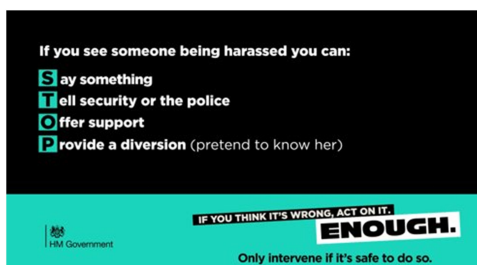 If you see someone being harassed you can:
Say something
Tell security or the police
Offer support
Provide a diversion (pretend to know her)
IF YOU THINK IT'S WRONG, ACT ON IT.
ENOUGH.
HM Government
Only intervene if it's safe to do so.